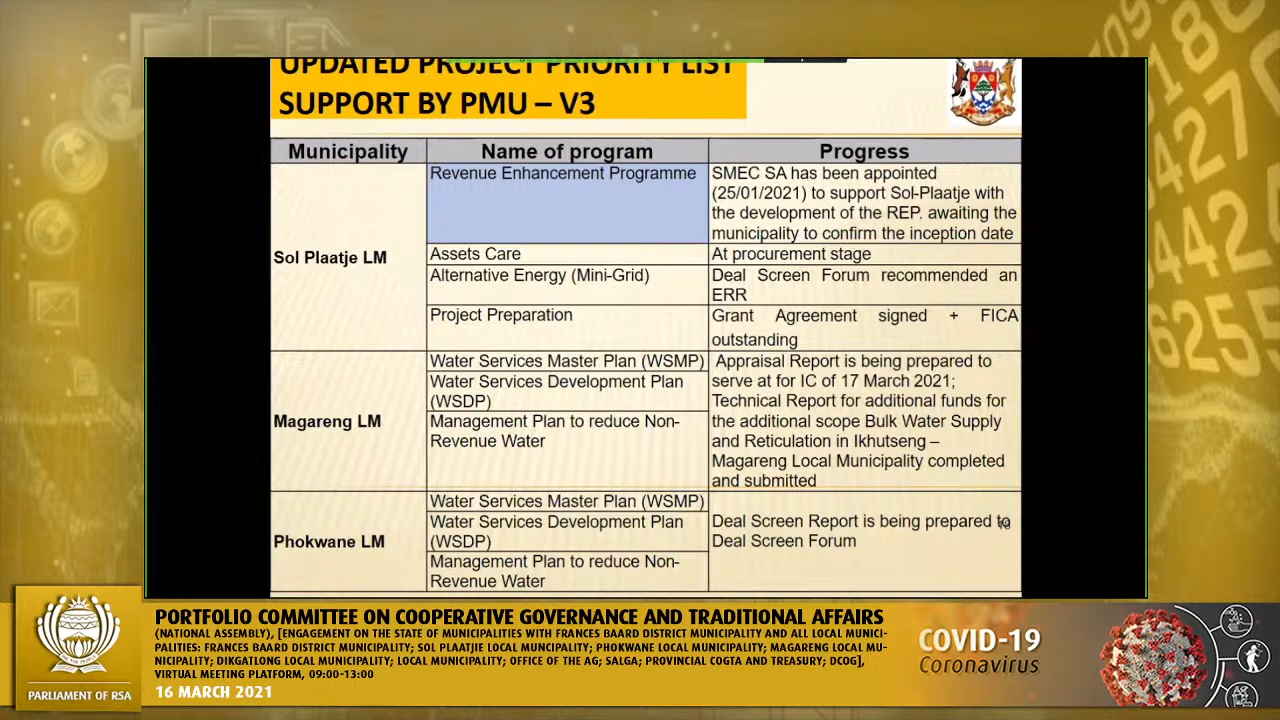 UPDATED PROJECT PRIORITY LIST
SUPPORT BY PMU – V3
Municipality
Name of program
Progress
Sol Plaatje LM
Revenue Enhancement Programme
SMEC SA has been appointed
(25/01/2021) to support Sol-Plaatje with
the development of the REP. awaiting the
municipality to confirm the inception date
Assets Care
At procurement stage
Alternative Energy (Mini-Grid)
Deal Screen Forum recommended an
ERR
Project Preparation
Grant Agreement signed + FICA
outstanding
Magareng LM
Water Services Master Plan (WSMP)
Water Services Development Plan
(WSDP)
Management Plan to reduce Non-
Revenue Water
Appraisal Report is being prepared to
serve at for IC of 17 March 2021;
Technical Report for additional funds for
the additional scope Bulk Water Supply
and Reticulation in Ikhutseng –
Magareng Local Municipality completed
and submitted
Phokwane LM
Water Services Master Plan (WSMP)
Water Services Development Plan
(WSDP)
Management Plan to reduce Non-
Revenue Water
Deal Screen Report is being prepared to
Deal Screen Forum
PARLIAMENT OF RSA
PORTFOLIO COMMITTEE ON COOPERATIVE GOVERNANCE AND TRADITIONAL AFFAIRS
(NATIONAL ASSEMBLY), [ENGAGEMENT ON THE STATE OF MUNICIPALITIES WITH FRANCES BAARD DISTRICT MUNICIPALITY AND ALL LOCAL MUNICI-
PALITIES: FRANCES BAARD DISTRICT MUNICIPALITY; SOL PLAATJIE LOCAL MUNCIPALITY; PHOKWANE LOCAL MUNICIPALITY; MAGARENG LOCAL MU-
NICIPALITY; DIKGATLONG LOCAL MUMICIPALITY; LOCAL MUNICIPALITY; OFFICE OF THE AG; SALGA; PROVINCIAL COGTA AND TREASURY; DCOG],
VIRTUAL MEETING PLATFORM, 09:00-13:00
16 MARCH 2021
COVID-19
Coronavirus